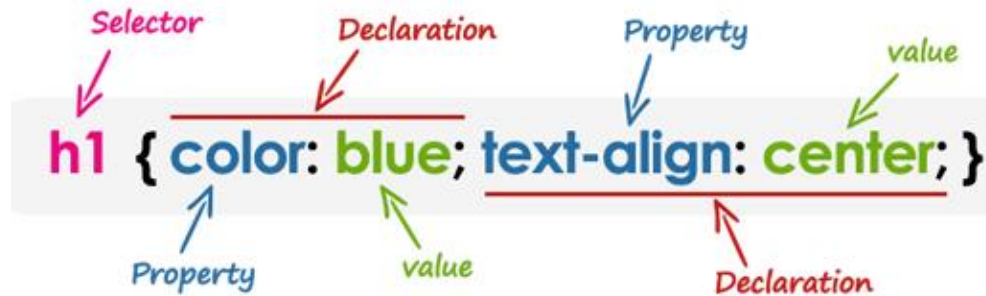 Selector
Declaration
Property
value
h1 { color: blue; text-align: center; }
Property
value
Declaration